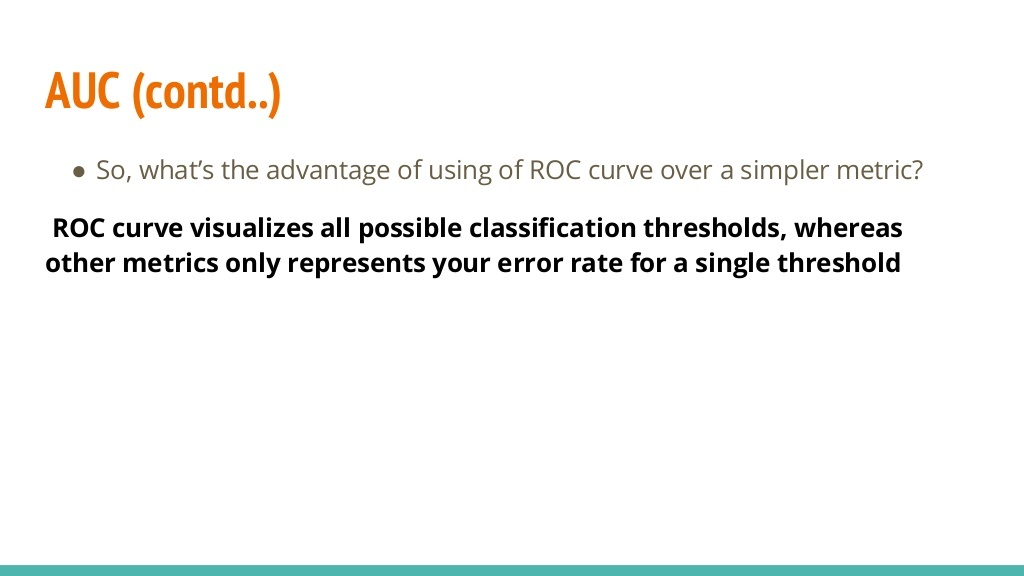 AUC (contd..)
● So, what’s the advantage of using of ROC curve over a simpler metric?
ROC curve visualizes all possible classification thresholds, whereas
other metrics only represents your error rate for a single threshold